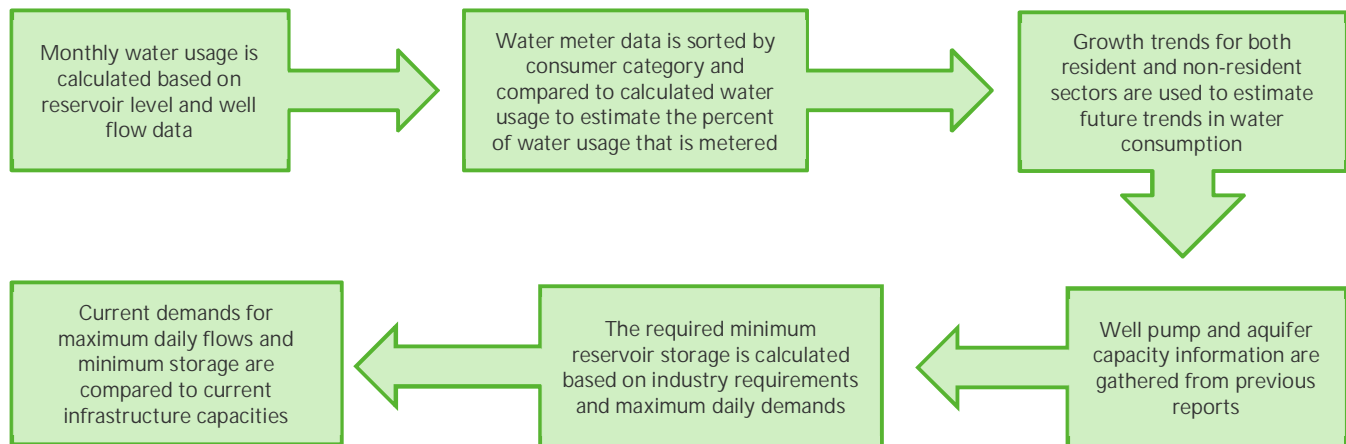 Monthly water usage is
calculated based on
reservoir level and well
flow data
Water meter data is sorted by
consumer category and
compared to calculated water
usage to estimate the percent
of water usage that is metered
Growth trends for both
resident and non-resident
sectors are used to estimate
future trends in water
consumption
Well pump and aquifer
capacity information are
gathered from previous
reports
The required minimum
reservoir storage is calculated
based on industry requirements
and maximum daily demands
Current demands for
maximum daily flows and
minimum storage are
compared to current
infrastructure capacities